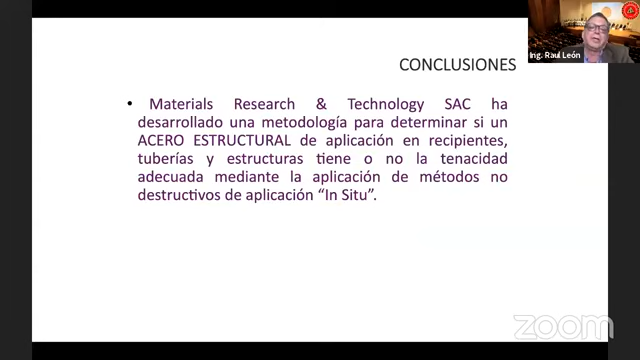 Ing. Raul León
CONCLUSIONES
• Materials Research & Technology SAC ha
desarrollado una metodología para determinar si un
ACERO ESTRUCTURAL de aplicación en recipientes,
tuberías y estructuras tiene o no la tenacidad
adecuada mediante la aplicación de métodos no
destructivos de aplicación “In Situ”.
zoom